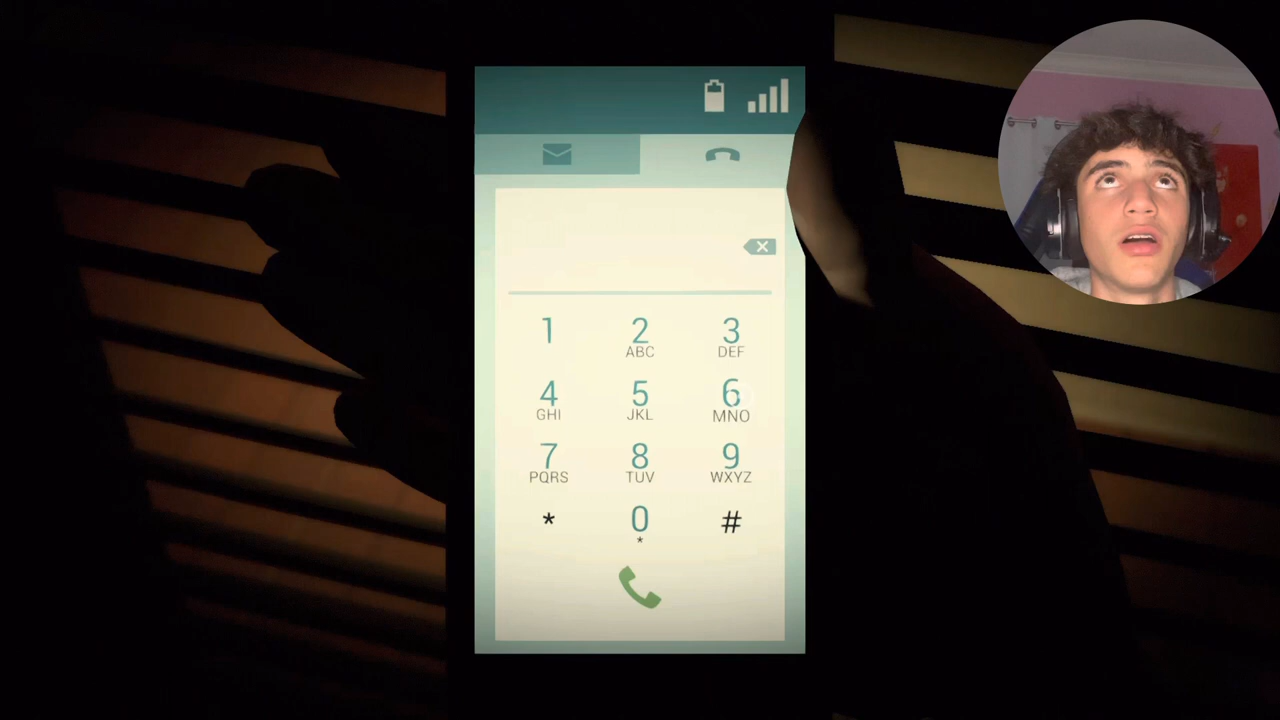 1 2 3
ABC DEF
4 5 6
GHI JKL MNO
7 8 9
PQRS TUV WXYZ
* 0 #
*